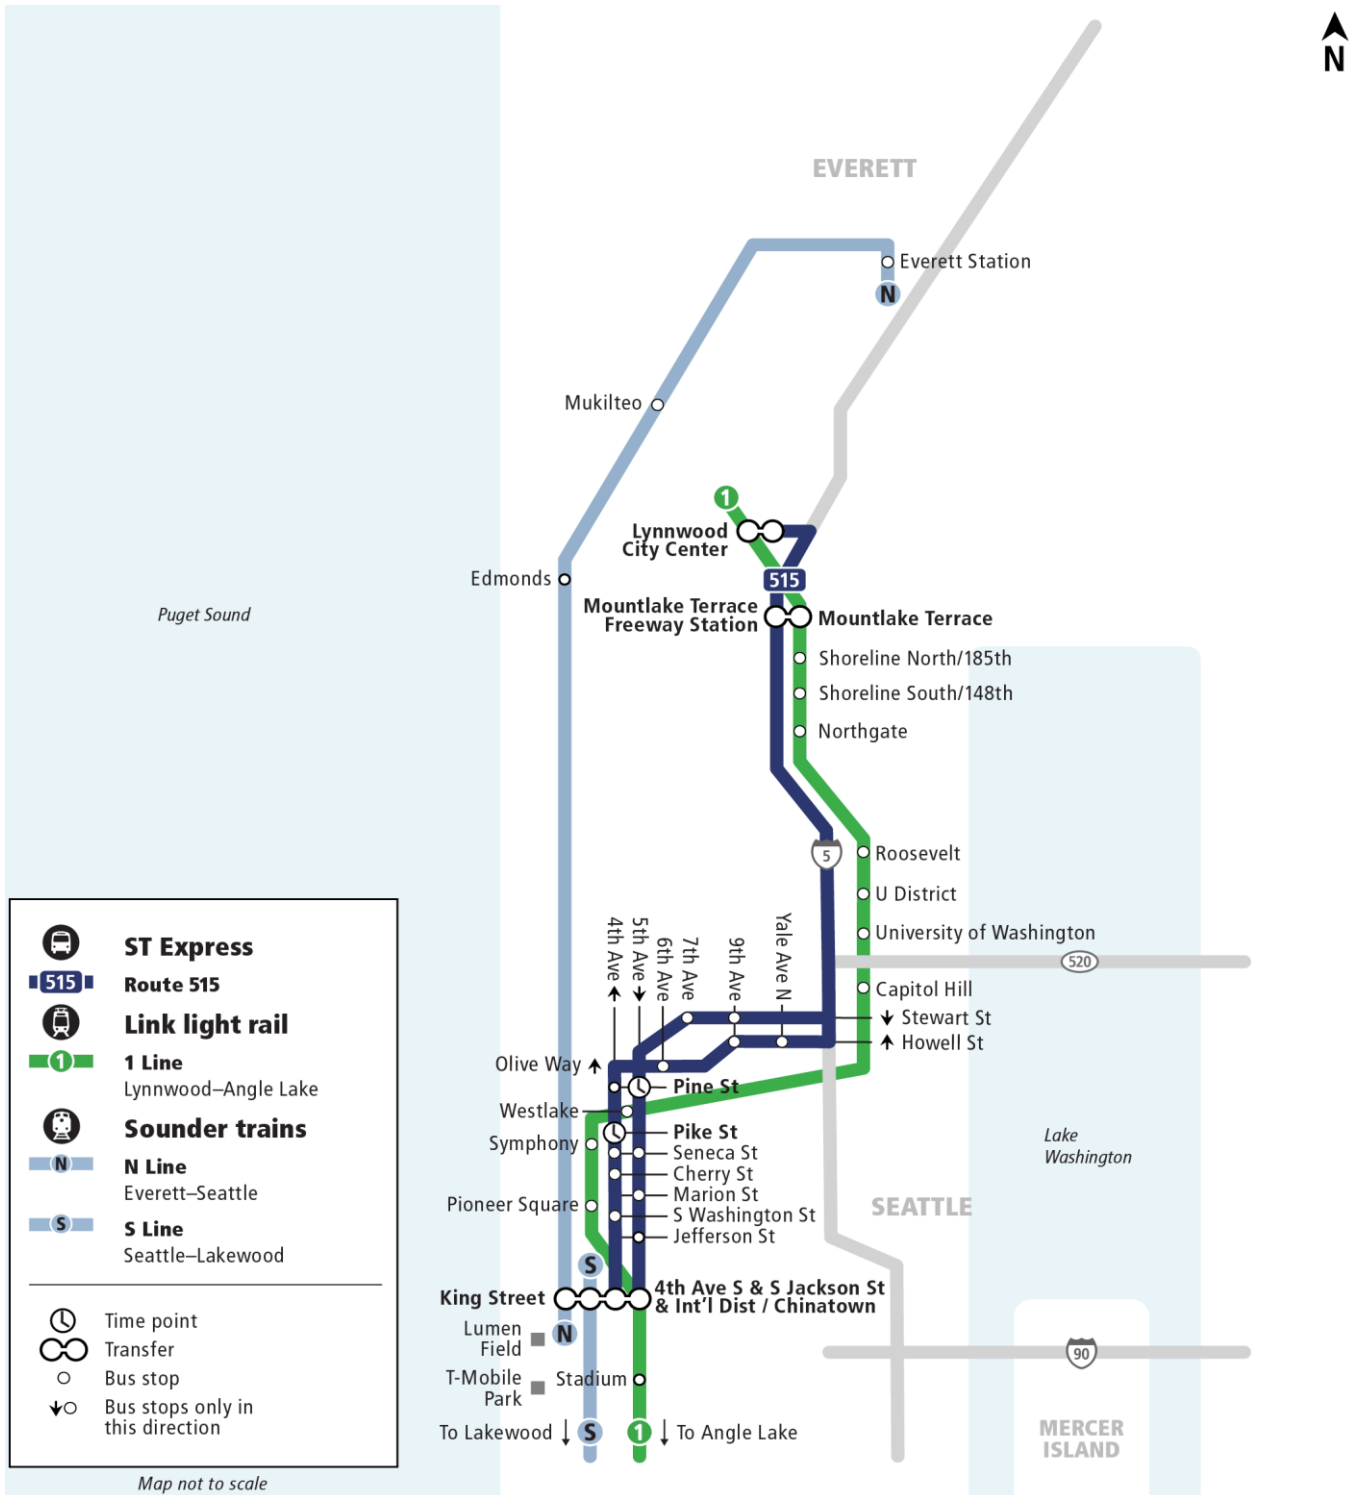 N
EVERETT
Everett Station
N
Mukilteo
1
Lynnwood
City Center
Edmonds
515
Mountlake Terrace
Freeway Station
Mountlake Terrace
Puget Sound
Shoreline North/185th
Shoreline South/148th
Northgate
5
Roosevelt
U District
University of Washington
520
Capitol Hill
4th Ave
5th Ave
6th Ave
7th Ave
9th Ave
Yale Ave N
Stewart St
Howell St
Olive Way
Pine St
Westlake
Pike St
Symphony
Seneca St
Cherry St
Marion St
Pioneer Square
S Washington St
Jefferson St
Lake
Washington
SEATTLE
S
King Street
4th Ave S & S Jackson St
& Int'l Dist / Chinatown
Lumen
Field
N
90
T-Mobile
Park
Stadium
To Lakewood
S
1
To Angle Lake
MERCER
ISLAND
ST Express
515
Route 515
Link light rail
1
1 Line
Lynnwood–Angle Lake
Sounder trains
N
N Line
Everett–Seattle
S
S Line
Seattle–Lakewood
Time point
Transfer
Bus stop
Bus stops only in
this direction
Map not to scale